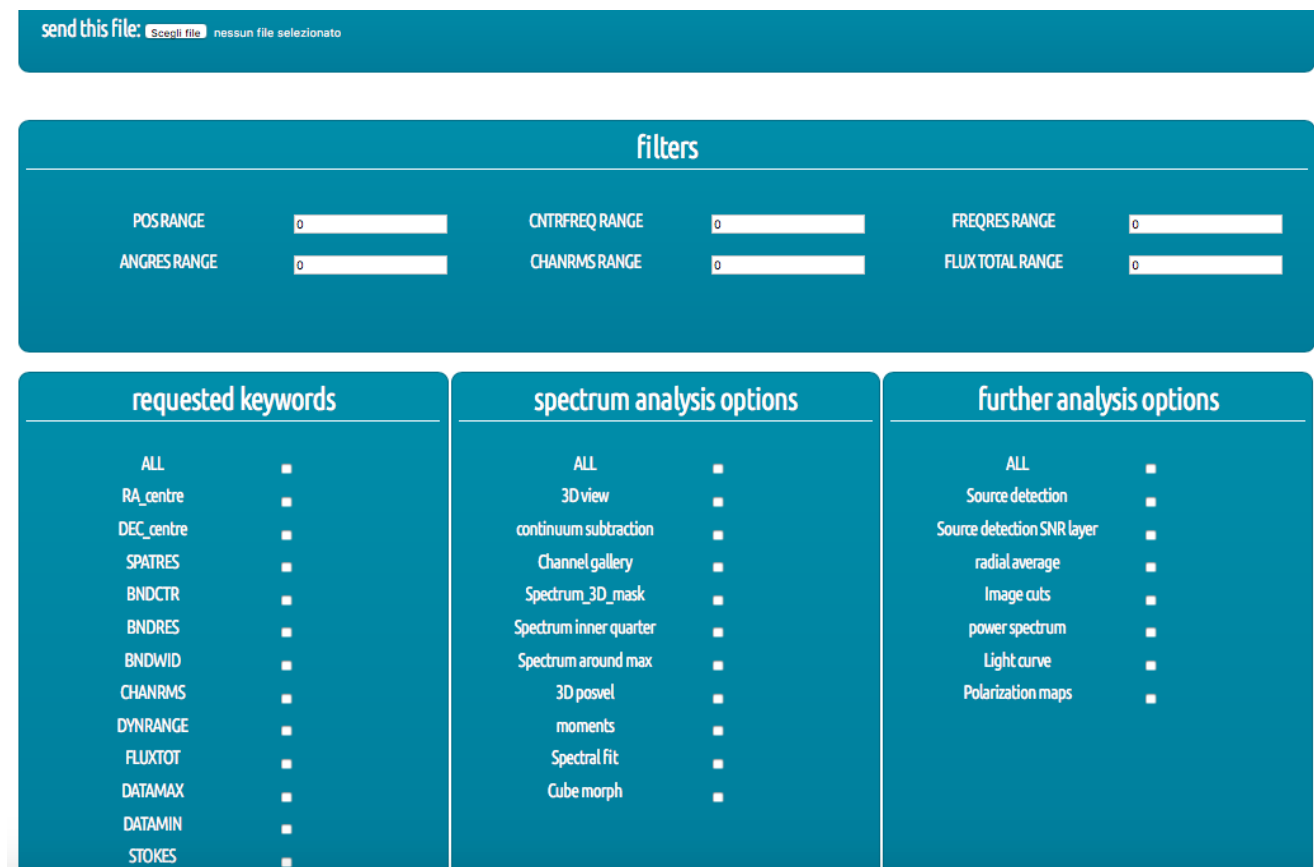 send this file: Scegli file nessun file selezionato
filters
POS RANGE 0 CNTRFREQ RANGE 0 FREQRES RANGE 0
ANGRES RANGE 0 CHANRMS RANGE 0 FLUX TOTAL RANGE 0
requested keywords
ALL
RA_centre
DEC_centre
SPATRES
BNDCTR
BNDRES
BNDWID
CHANRMS
DYNRANGE
FLUXTOT
DATAMAX
DATAMIN
STOKES
spectrum analysis options
ALL
3D view
continuum subtraction
Channel gallery
Spectrum_3D_mask
Spectrum inner quarter
Spectrum around max
3D posvel
moments
Spectral fit
Cube morph
further analysis options
ALL
Source detection
Source detection SNR layer
radial average
Image cuts
power spectrum
Light curve
Polarization maps